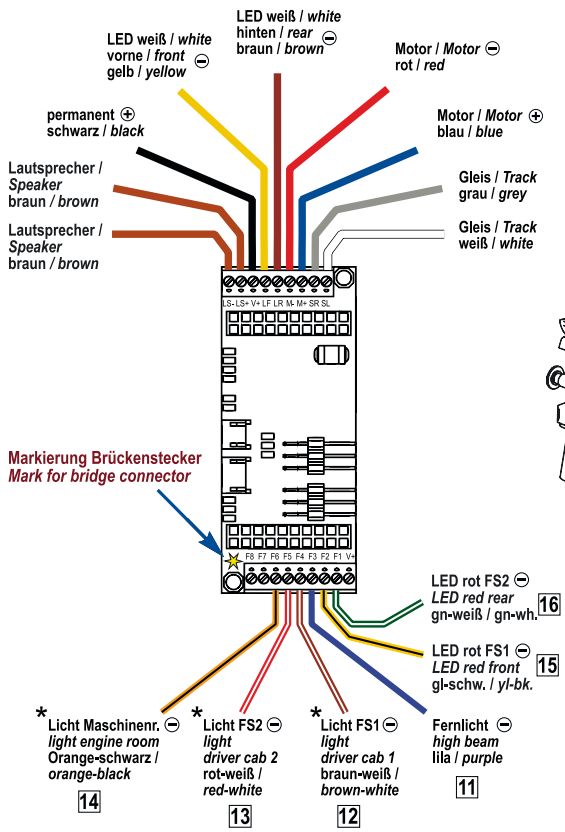 LED weiß / white
hinten / rear
braun / brown ⊖
LED weiß / white
vorne / front
gelb / yellow ⊖
Motor / Motor ⊖
rot / red
permanent ⊕
schwarz / black
Motor / Motor ⊕
blau / blue
Lautsprecher /
Speaker
braun / brown
Gleis / Track
grau / grey
Lautsprecher /
Speaker
braun / brown
Gleis / Track
weiß / white
LS- LS+ V+ LF LR M- M+ SR SL
Markierung Brückenstecker
Mark for bridge connector
F8 F7 F6 F5 F4 F3 F2 F1 V+
LED rot FS2 ⊖
LED red rear
gn-weiß / gn-wh.
16
LED rot FS1 ⊖
LED red front
gl-schw. / yl-bk.
15
* Licht Maschinenr. ⊖
light engine room
Orange-schwarz /
orange-black
14
* Licht FS2 ⊖
light
driver cab 2
rot-weiß /
red-white
13
* Licht FS1 ⊖
light
driver cab 1
braun-weiß /
brown-white
12
Fernlicht ⊖
high beam
lila / purple
11